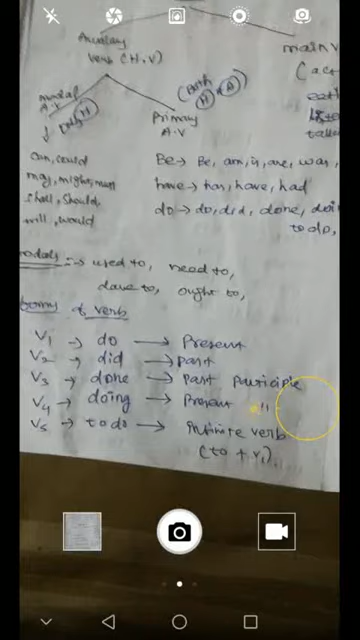 Auxiliary
verb (H.V)
main v
(Both H & A)
modal
A.V
(only H)
Primary
A.V
Can, could
may, might, must
shall, should,
will, would
Be → Be, am, is, are, was,
have → has, have, had
do → do, did, done, doi
to do,
used to, need to,
dare to, ought to,
forms of verb
V1 → do → Present
V2 → did → Past
V3 → done → Past Participle
V4 → doing → Present "
V5 → to do → Infinite verb
(to + V1)